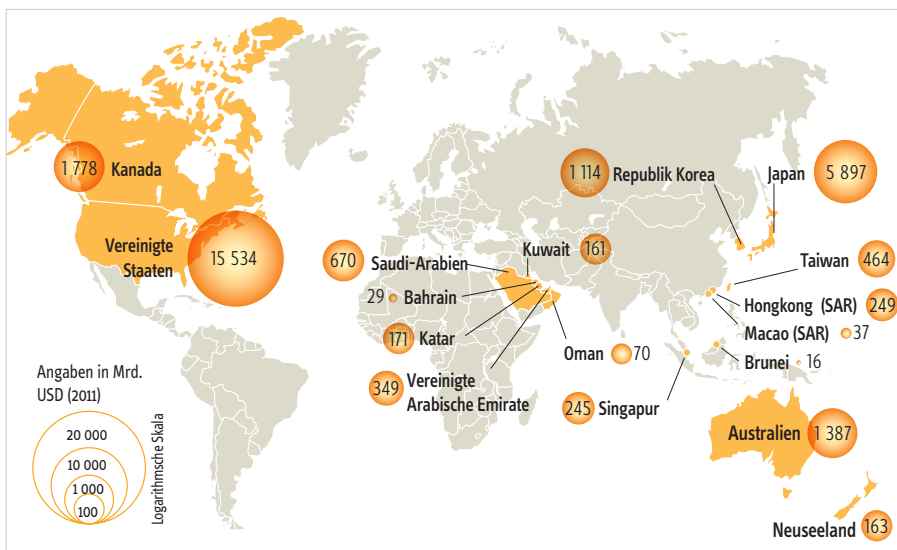 1 778 Kanada
Vereinigte
Staaten
15 534
1 114 Republik Korea
Japan 5 897
670
Saudi-Arabien
Kuwait 161
29 Bahrain
171 Katar
349 Vereinigte
Arabische Emirate
Oman 70
245 Singapur
Taiwan 464
Hongkong (SAR) 249
Macao (SAR) 37
Brunei 16
Australien 1 387
Neuseeland 163
Angaben in Mrd.
USD (2011)
20 000
10 000
1 000
100
Logarithmsche Skala